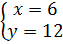 x = 6
y = 12